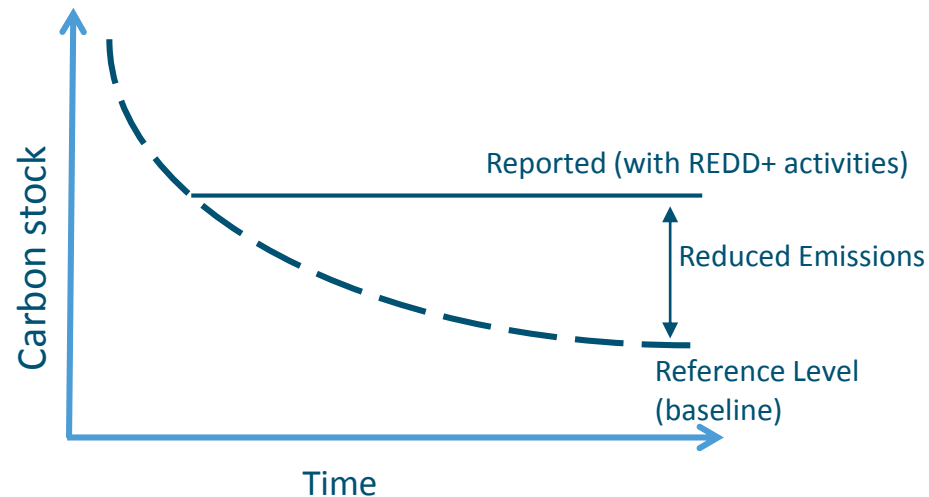 Carbon stock
Reported (with REDD+ activities)
Reduced Emissions
Reference Level
(baseline)
Time